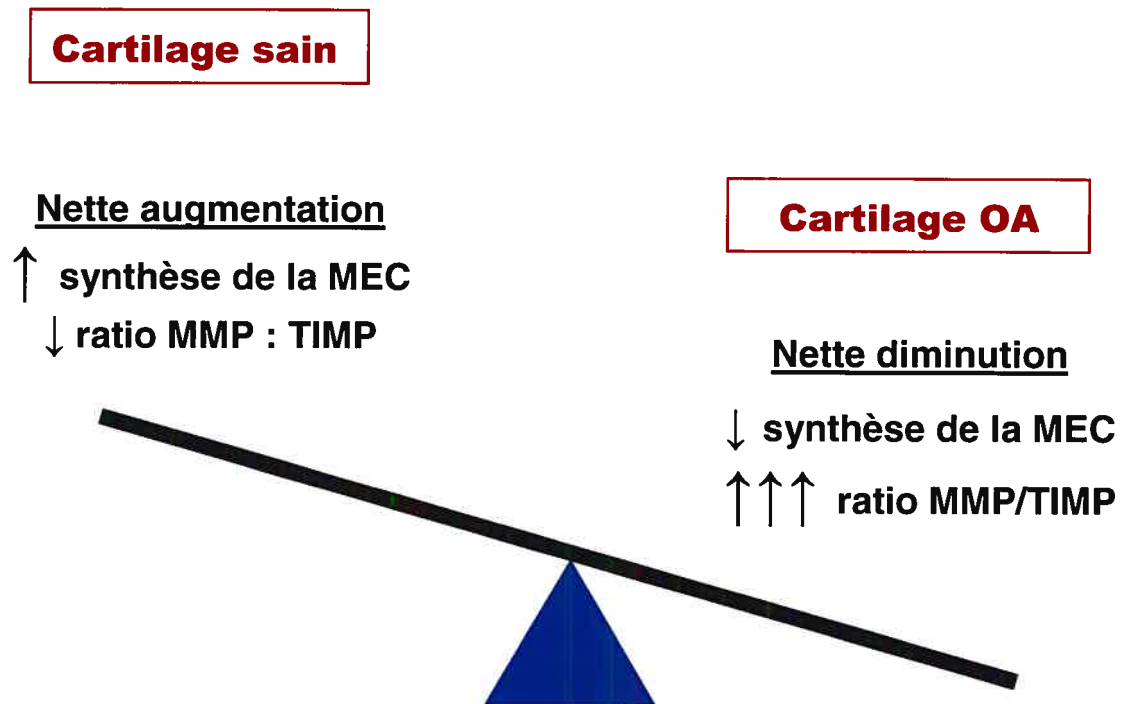 Cartilage sain
Nette augmentation
↑ synthèse de la MEC
↓ ratio MMP : TIMP
Cartilage OA
Nette diminution
↓ synthèse de la MEC
↑↑↑ ratio MMP/TIMP